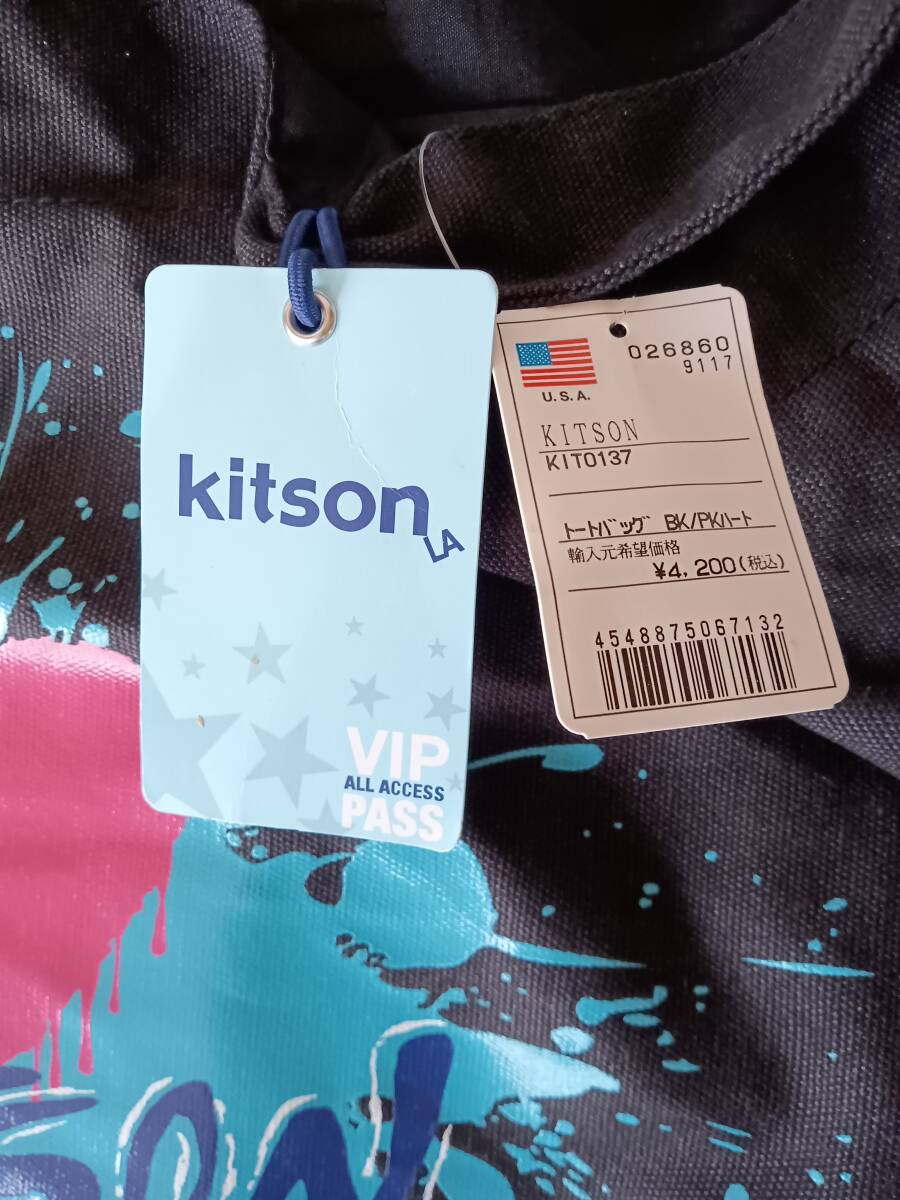 kitson
LA
VIP
ALL ACCESS
PASS
026860
9117
U.S.A.
KITSON
KIT0137
トートバッグ BK/PKハート
輸入元希望価格
¥4,200(税込)
4548875067132